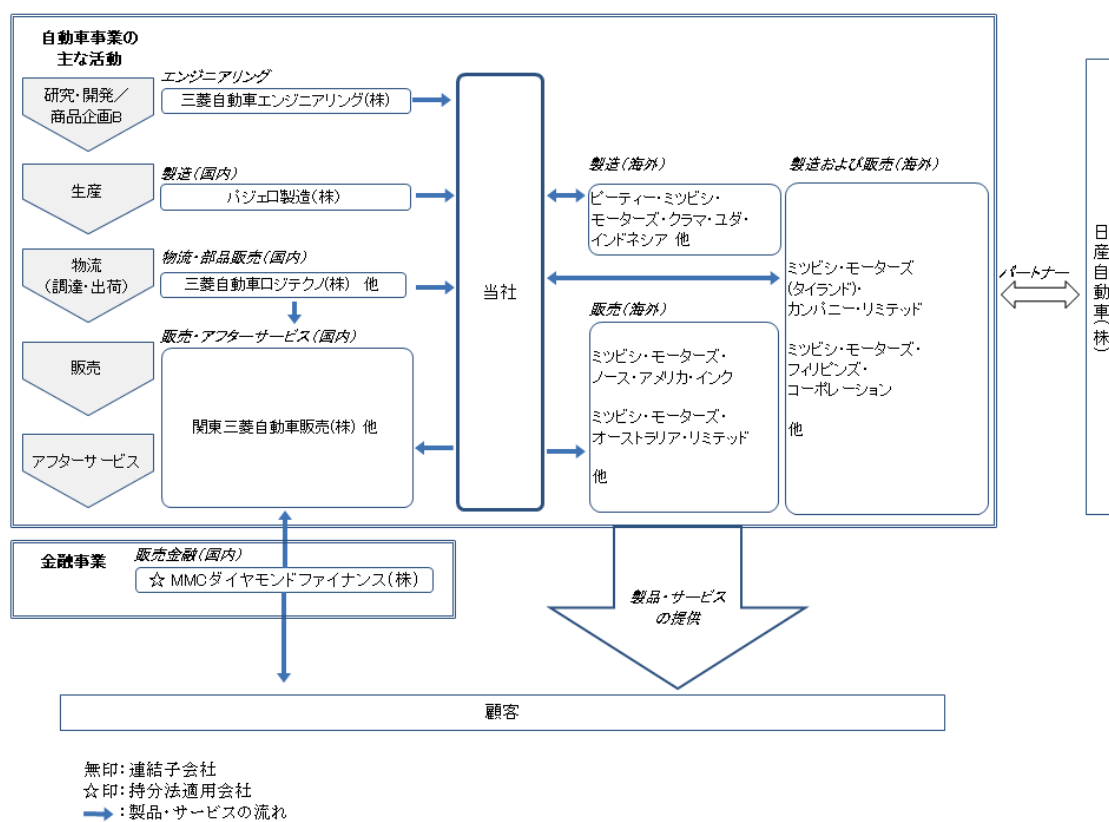 自動車事業の
主な活動
研究・開発／
商品企画B
生産
物流
(調達・出荷)
販売
アフターサービス
エンジニアリング
三菱自動車エンジニアリング(株)
製造(国内)
パジェロ製造(株)
物流・部品販売(国内)
三菱自動車ロジテクノ(株) 他
販売・アフターサービス(国内)
関東三菱自動車販売(株) 他
当社
製造(海外)
ピーティー・ミツビシ・
モーターズ・クラマ・ユダ・
インドネシア 他
販売(海外)
ミツビシ・モーターズ・
ノース・アメリカ・インク
ミツビシ・モーターズ・
オーストラリア・リミテッド
他
製造および販売(海外)
ミツビシ・モーターズ
(タイランド)・
カンパニー・リミテッド
ミツビシ・モーターズ・
フィリピンズ・
コーポレーション
他
パートナー
日産自動車(株)
金融事業
販売金融(国内)
☆ MMCダイヤモンドファイナンス(株)
製品・サービス
の提供
顧客
無印：連結子会社
☆印：持分法適用会社
：製品・サービスの流れ